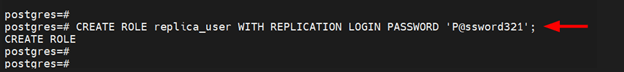 postgres=#
postgres=# CREATE ROLE replica_user WITH REPLICATION LOGIN PASSWORD 'P@ssword321';
CREATE ROLE
postgres=#
postgres=#